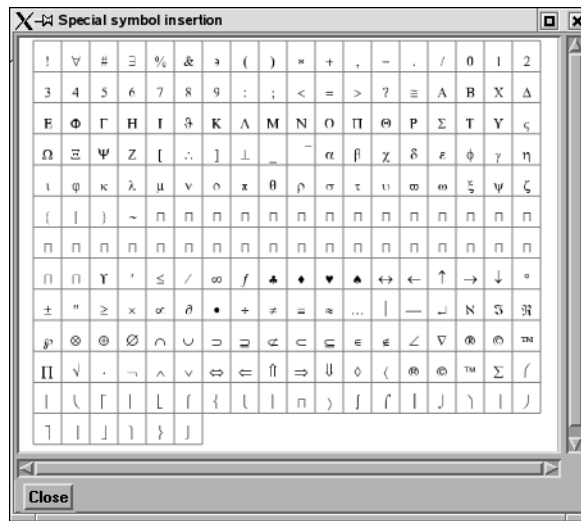 Special symbol insertion
! ∀ # ∃ % & ∍ ( ) * + , − . / 0 1 2
3 4 5 6 7 8 9 : ; < = > ? ≅ Α Β Χ Δ
Ε Φ Γ Η Ι ϑ Κ Λ Μ Ν Ο Π Θ Ρ Σ Τ Υ ς
Ω Ξ Ψ Ζ [ ∴ ] ⊥ _ ‾ α β χ δ ε ϕ γ η
ι φ κ λ μ ν ο π θ ρ σ τ υ ϖ ω ξ ψ ζ
{ | } ~ □ □ □ □ □ □ □ □ □ □ □ □ □ □
□ □ □ □ □ □ □ □ □ □ □ □ □ □ □ □ □ □
□ □ ϒ ′ ≤ ⁄ ∞ ƒ ♣ ♦ ♥ ♠ ↔ ← ↑ → ↓ °
± ″ ≥ × ∝ ∂ • ÷ ≠ ≡ ≈ … | — ↵ ℵ ℑ ℜ
℘ ⊗ ⊕ ∅ ∩ ∪ ⊃ ⊇ ⊄ ⊂ ⊆ ∈ ∉ ∠ ∇ ® © ™
∏ √ ⋅ ¬ ∧ ∨ ⇔ ⇐ ⇑ ⇒ ⇓ ◊ 〈 ® © ™ ∑ ⎛
⎜ ⎝ ⎡ ⎢ ⎣ ⎧ ⎨ ⎩ ⎪ □ 〉 ∫ ⌠ ⎮ ⌡ ⎞ ⎟ ⎠
⎤ ⎥ ⎦ ⎫ ⎬ ⎭
Close